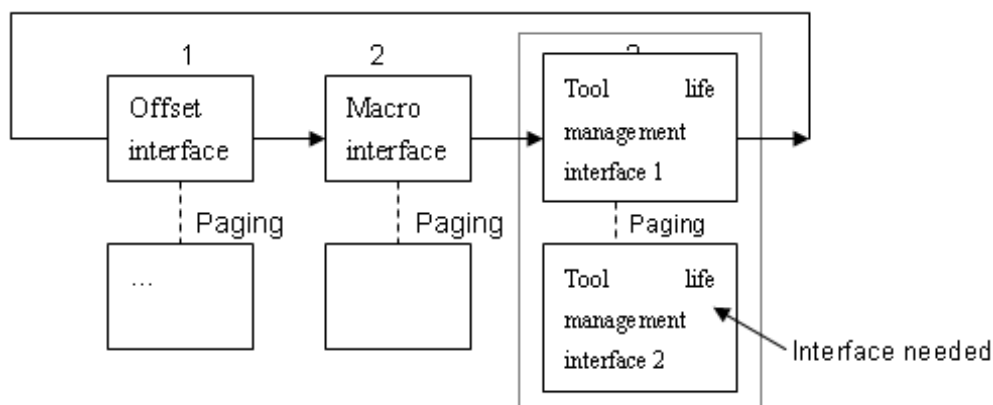 1
2
Offset
interface
Macro
interface
Tool life
management
interface 1
Paging
Paging
Paging
...
Tool life
management
interface 2
Interface needed